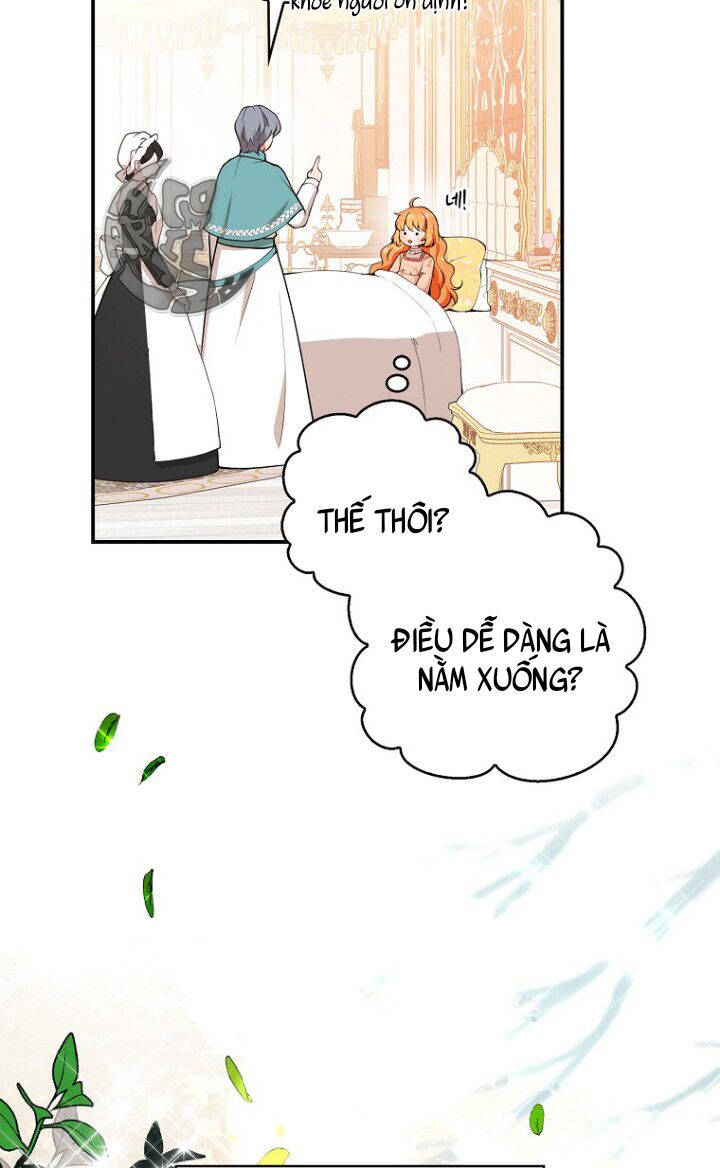 khỏe người ổn định!
네!
THẾ THÔI?
ĐIỀU DỄ DÀNG LÀ
NẰM XUỐNG?